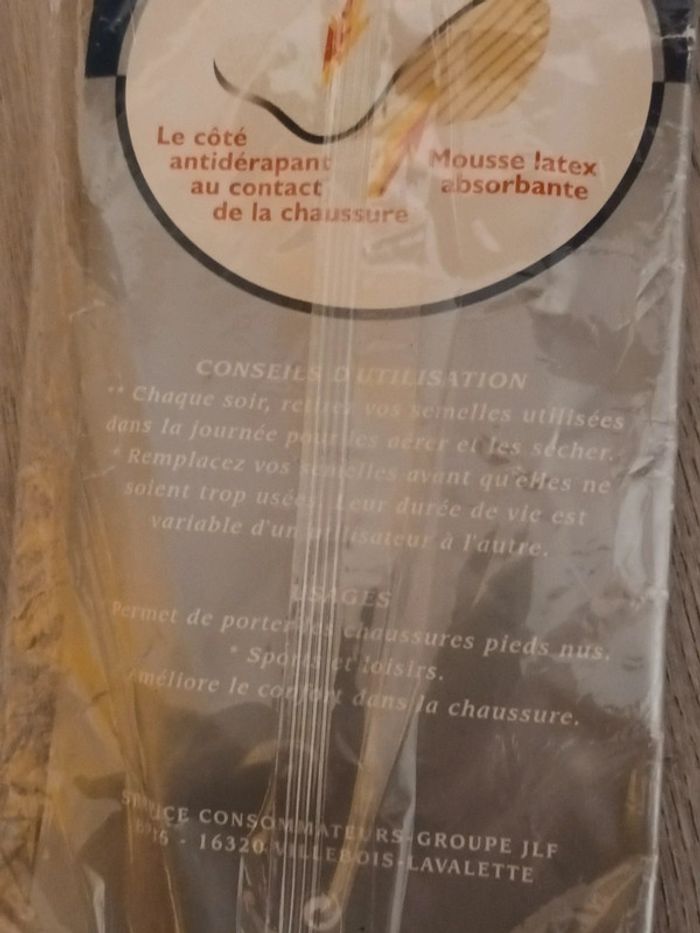 Le côté
antidérapant
au contact
de la chaussure
Mousse latex
absorbante
CONSEILS D'UTILISATION
** Chaque soir, retirez vos semelles utilisées
dans la journée pour les aérer et les sécher.
* Remplacez vos semelles avant qu'elles ne
soient trop usées. Leur durée de vie est
variable d'un utilisateur à l'autre.
USAGES
Permet de porter les chaussures pieds nus.
* Sports et loisirs.
Améliore le confort dans la chaussure.
SERVICE CONSOMMATEURS-GROUPE JLF
- 16320 VILLEBOIS-LAVALETTE